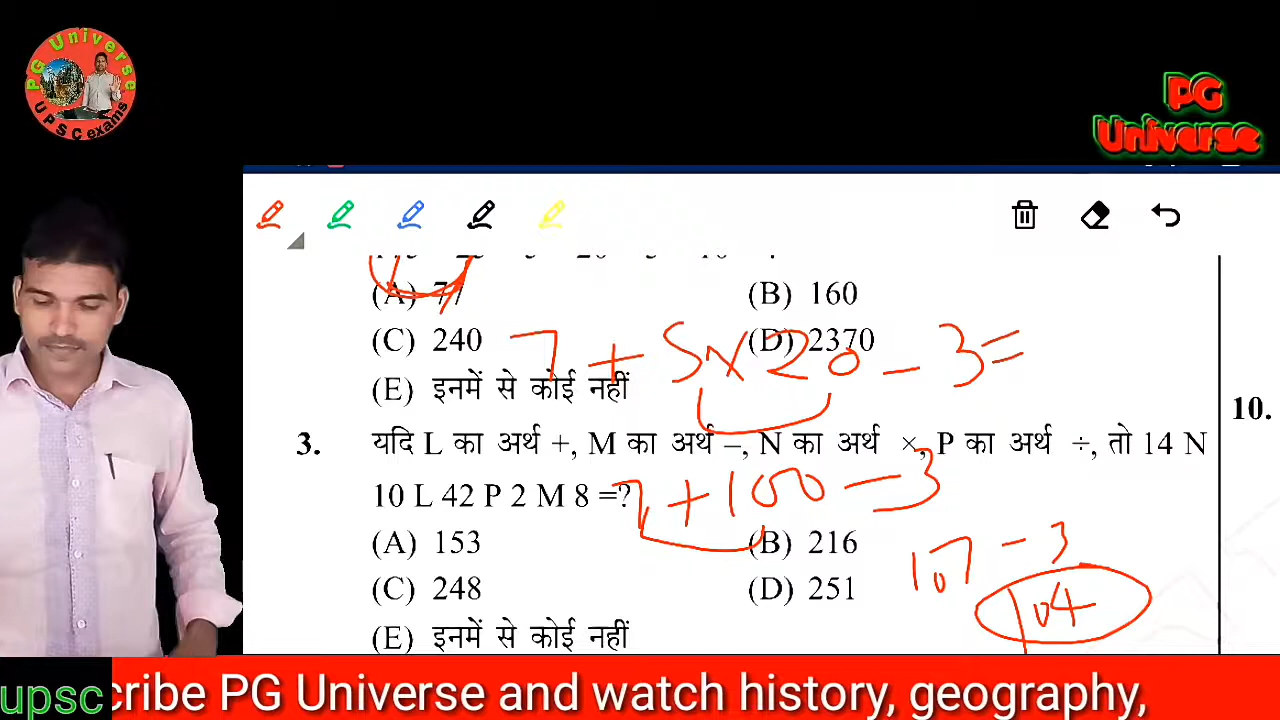 PG Universe
UPSC exams
PG
Universe
(A) 77
(B) 160
(C) 240
(D) 2370
7 + 5 × 20 - 3 =
(E) इनमें से कोई नहीं
10.
3. यदि L का अर्थ +, M का अर्थ –, N का अर्थ ×, P का अर्थ ÷, तो 14 N
10 L 42 P 2 M 8 =?
7 + 100 - 3
(A) 153
(B) 216
107 - 3
(C) 248
(D) 251
104
(E) इनमें से कोई नहीं
upsc
cribe PG Universe and watch history, geography,